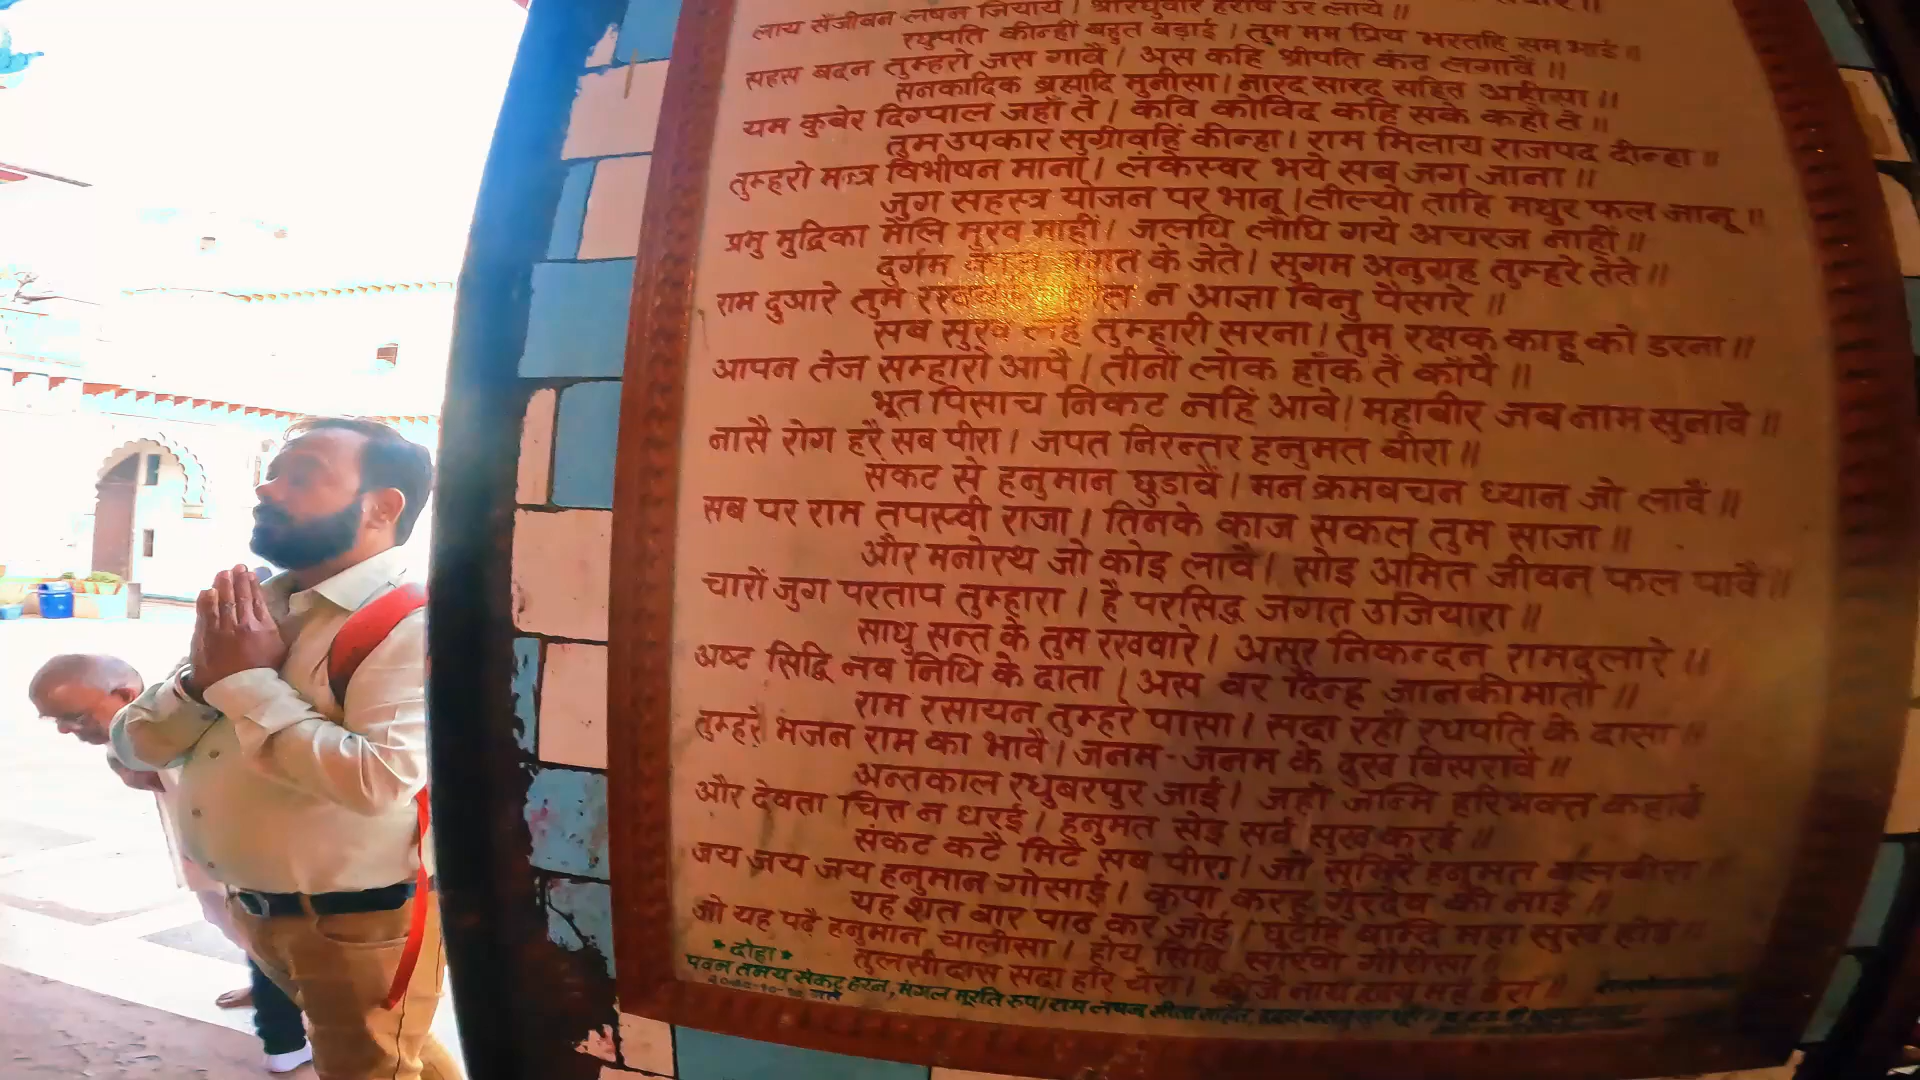 लाय सँजीवन लषन जियाये । श्रीरघुवीर हरषि उर लाये ॥
रघुपति कीन्हीं बहुत बड़ाई । तुम मम प्रिय भरतहि सम भाई ॥
सहस बदन तुम्हरो जस गावैं । अस कहि श्रीपति कंठ लगावैं ॥
सनकादिक ब्रह्मादि मुनीसा । नारद सारद सहित अहीसा ॥
यम कुबेर दिग्पाल जहाँ ते । कवि कोविद कहि सके कहाँ ते ॥
तुम उपकार सुग्रीवहिं कीन्हा । राम मिलाय राजपद दीन्हा ॥
तुम्हरो मन्त्र विभीषन माना । लंकेस्वर भये सब जग जाना ॥
जुग सहस्त्र योजन पर भानू । लील्यो ताहि मधुर फल जानू ॥
प्रभु मुद्रिका मेलि मुख माहीं । जलधि लाँघि गये अचरज नाहीं ॥
दुर्गम के जेते । सुगम अनुग्रह तुम्हरे तेते ॥
राम दुआरे तुम न आज्ञा बिनु पैसारे ॥
सब सुख लहै तुम्हारी सरना । तुम रक्षक काहू को डरना ॥
आपन तेज सम्हारो आपै । तीनों लोक हाँक तें काँपै ॥
भूत पिसाच निकट नहिं आवै । महाबीर जब नाम सुनावै ॥
नासै रोग हरै सब पीरा । जपत निरन्तर हनुमत बीरा ॥
संकट से हनुमान छुडावैं । मन क्रमबचन ध्यान जो लावैं ॥
सब पर राम तपस्वी राजा । तिनके काज सकल तुम साजा ॥
और मनोरथ जो कोइ लावै । सोइ अमित जीवन फल पावै ॥
चारों जुग परताप तुम्हारा । है परसिद्ध जगत उजियारा ॥
साधु सन्त के तुम रखवारे । असुर निकन्दन रामदुलारे ॥
अष्ट सिद्धि नव निधि के दाता । अस वर दिन्ह जानकीमाता ॥
राम रसायन तुम्हरे पासा । सदा रहो रघपति के दासा ॥
तुम्हरे भजन राम का भावै । जनम-जनम के दुख बिसरावै ॥
अन्तकाल रघुबरपुर जाई । जहाँ जन्मि हरिभक्त कहाई
और देवता चित्त न धरई । हनुमत सेइ सर्व सुख करई ॥
संकट कटै मिटै सब पीरा । जो सुमिरै हनुमत बलबीरा
जय जय जय हनुमान गोसाई । कृपा करहु गुरुदेव की नाई ॥
यह शत वार पाठ कर जोई । छूटहि बन्दि महा सुख होई
जो यह पढै हनुमान चालीसा । होय सिद्धि साखी गौरीसा
तुलसीदास सदा हरि चेरा । कीजै नाथ हृदय मंह डेरा ॥
* दोहा *
पवन तनय संकट हरन, मंगल मूरति रुप । राम लषन सीता सहित,